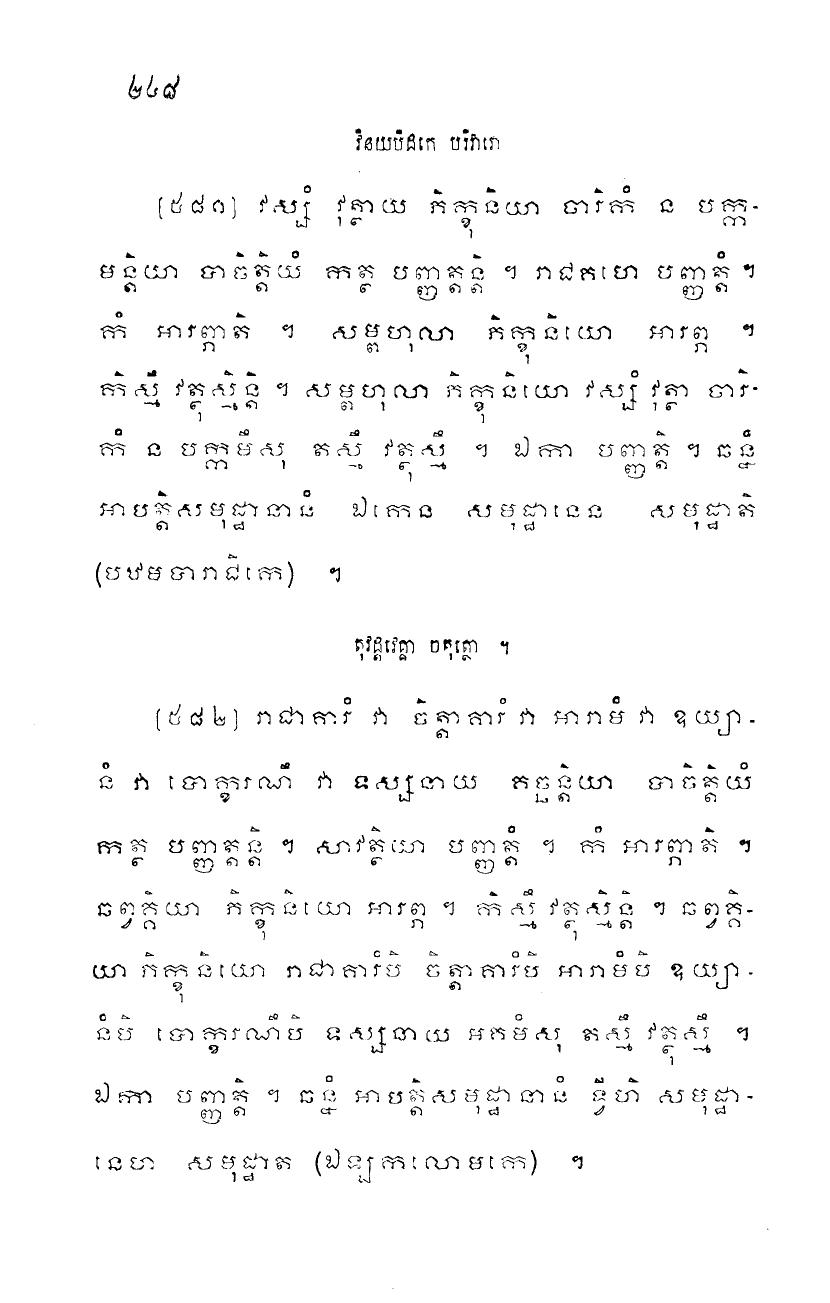 ២៤៨
វិនយបិដកេ បរិវារោ
[៥៨១] វស្សំ វុត្ថាយ ភិក្ខុនិយា ចារិកំ ន បក្ក-
មន្តិយា បាចិត្តិយំ កត្ថ បញ្ញត្តន្តិ ។ រាជគហេ បញ្ញត្តំ ។
កំ អារព្ភាតិ ។ សម្ពហុលា ភិក្ខុនិយោ អារព្ភ ។
កិស្មឹ វត្ថុស្មិន្តិ ។ សម្ពហុលា ភិក្ខុនិយោ វស្សំ វុត្ថា ចារិ-
កំ ន បក្កមឹសុ តស្មឹ វត្ថុស្មឹ ។ ឯកា បញ្ញត្តិ ។ ឆន្នំ
អាបត្តិសមុដ្ឋានានំ ឯកេន សមុដ្ឋានេន សមុដ្ឋាតិ
(បឋមបារាជិកេ) ។
តុវដ្ដវគ្គោ ចតុត្ថោ ។
[៥៨២] រាជាគារំ វា ចិត្តាគារំ វា អារាមំ វា ឧយ្យា-
នំ វា បោក្ខរណឹ វា ទស្សនាយ គច្ឆន្តិយា បាចិត្តិយំ
កត្ថ បញ្ញត្តន្តិ ។ សាវត្ថិយោ បញ្ញត្តំ ។ កំ អារព្ភាតិ ។
ឆព្វគ្គិយា ភិក្ខុនិយោ អារព្ភ ។ កិស្មឹ វត្ថុស្មិន្តិ ។ ឆព្វគ្គិ-
យា ភិក្ខុនិយោ រាជាគារំបិ ចិត្តាគារំបិ អារាមំបិ ឧយ្យា-
នំបិ បោក្ខរណឹបិ ទស្សនាយ អគមំសុ តស្មឹ វត្ថុស្មឹ ។
ឯកា បញ្ញត្តិ ។ ឆន្នំ អាបត្តិសមុដ្ឋានានំ ទ្វីហិ សមុដ្ឋា-
នេហ សមុដ្ឋាត (ឯឡកលោមកេ) ។